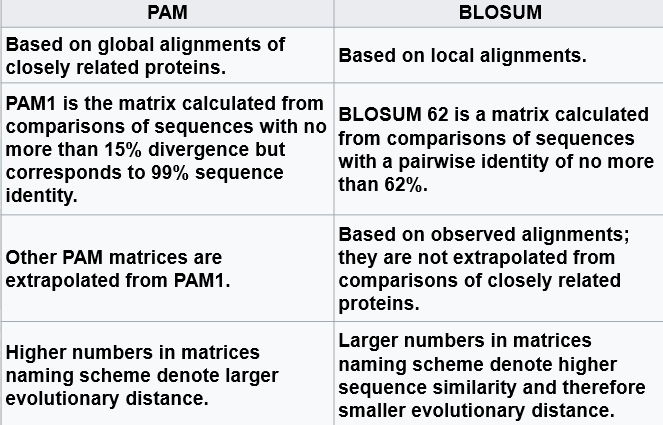 PAM
BLOSUM
Based on global alignments of
closely related proteins.
Based on local alignments.
PAM1 is the matrix calculated from
comparisons of sequences with no
more than 15% divergence but
corresponds to 99% sequence
identity.
BLOSUM 62 is a matrix calculated
from comparisons of sequences
with a pairwise identity of no more
than 62%.
Other PAM matrices are
extrapolated from PAM1.
Based on observed alignments;
they are not extrapolated from
comparisons of closely related
proteins.
Higher numbers in matrices
naming scheme denote larger
evolutionary distance.
Larger numbers in matrices
naming scheme denote higher
sequence similarity and therefore
smaller evolutionary distance.